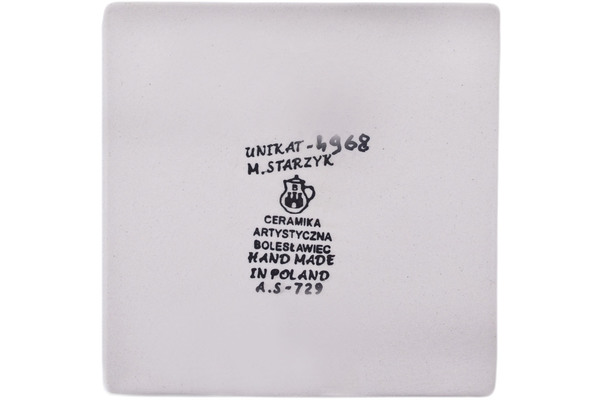 UNIKAT-4968
M.STARZYK
B
CERAMIKA
ARTYSTYCZNA
BOLESŁAWIEC
HAND MADE
IN POLAND
A.S-729